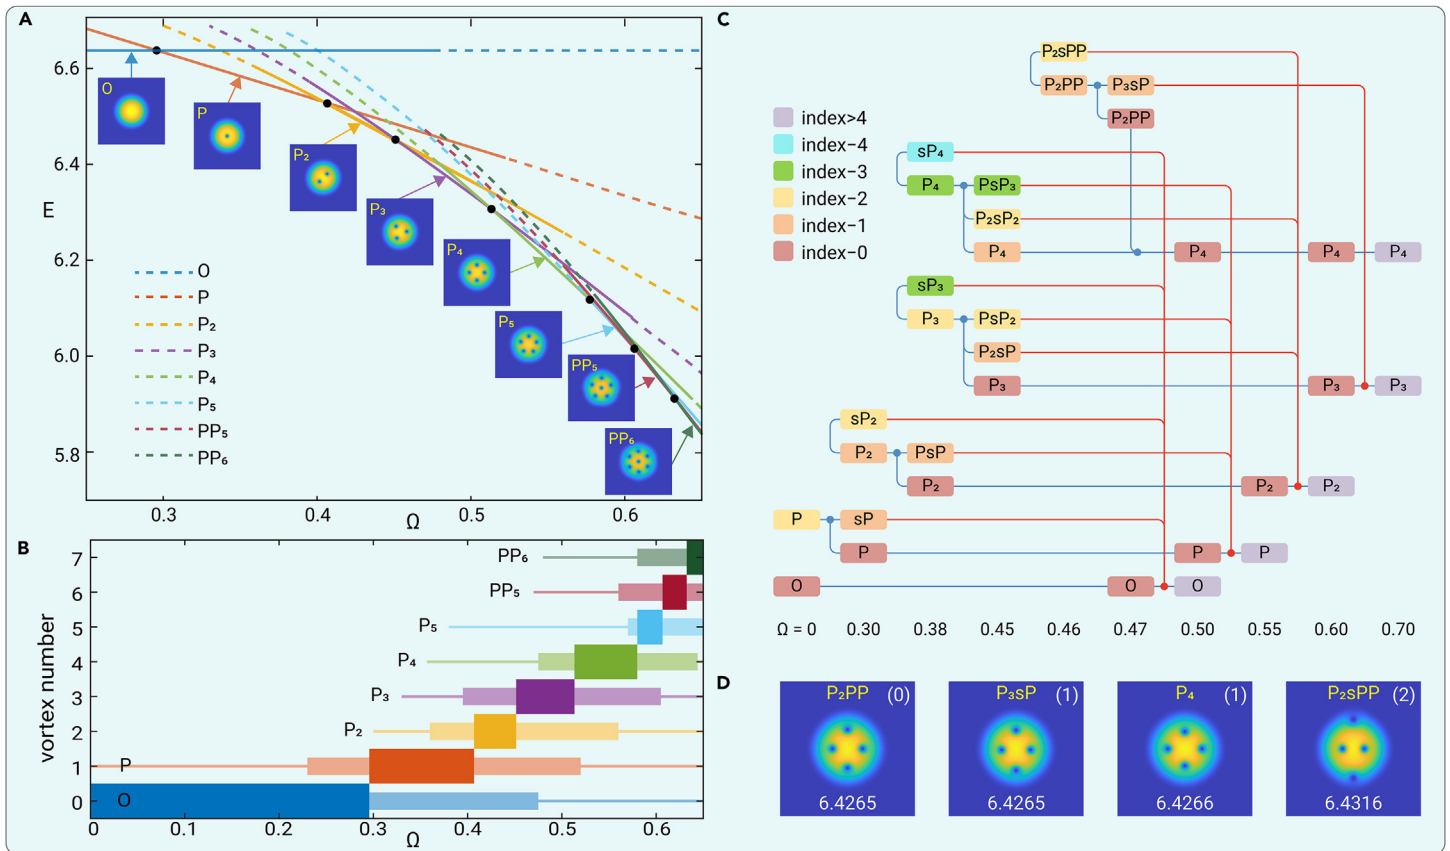 A
6.6
6.4
E
6.2
6.0
5.8
0.3
0.4
0.5
0.6
Ω
O
P
P₂
P₃
P₄
P₅
PP₅
PP₆
O
P
P₂
P₃
P₄
P₅
PP₅
PP₆
B
vortex number
7
6
5
4
3
2
1
0
PP₆
PP₅
P₅
P₄
P₃
P₂
P
O
0
0.1
0.2
0.3
0.4
0.5
0.6
Ω
C
index>4
index-4
index-3
index-2
index-1
index-0
P₂sPP
P₂PP P₃sP
P₂PP
sP₄
P₄ PsP₃
P₂sP₂
P₄ P₄ P₄ P₄
sP₃
P₃ PsP₂
P₂sP
P₃ P₃ P₃
sP₂
P₂ PsP
P₂ P₂ P₂
P sP
P P P
O O O
Ω = 0 0.30 0.38 0.45 0.46 0.47 0.50 0.55 0.60 0.70
D
P₂PP (0)
6.4265
P₃sP (1)
6.4265
P₄ (1)
6.4266
P₂sPP (2)
6.4316